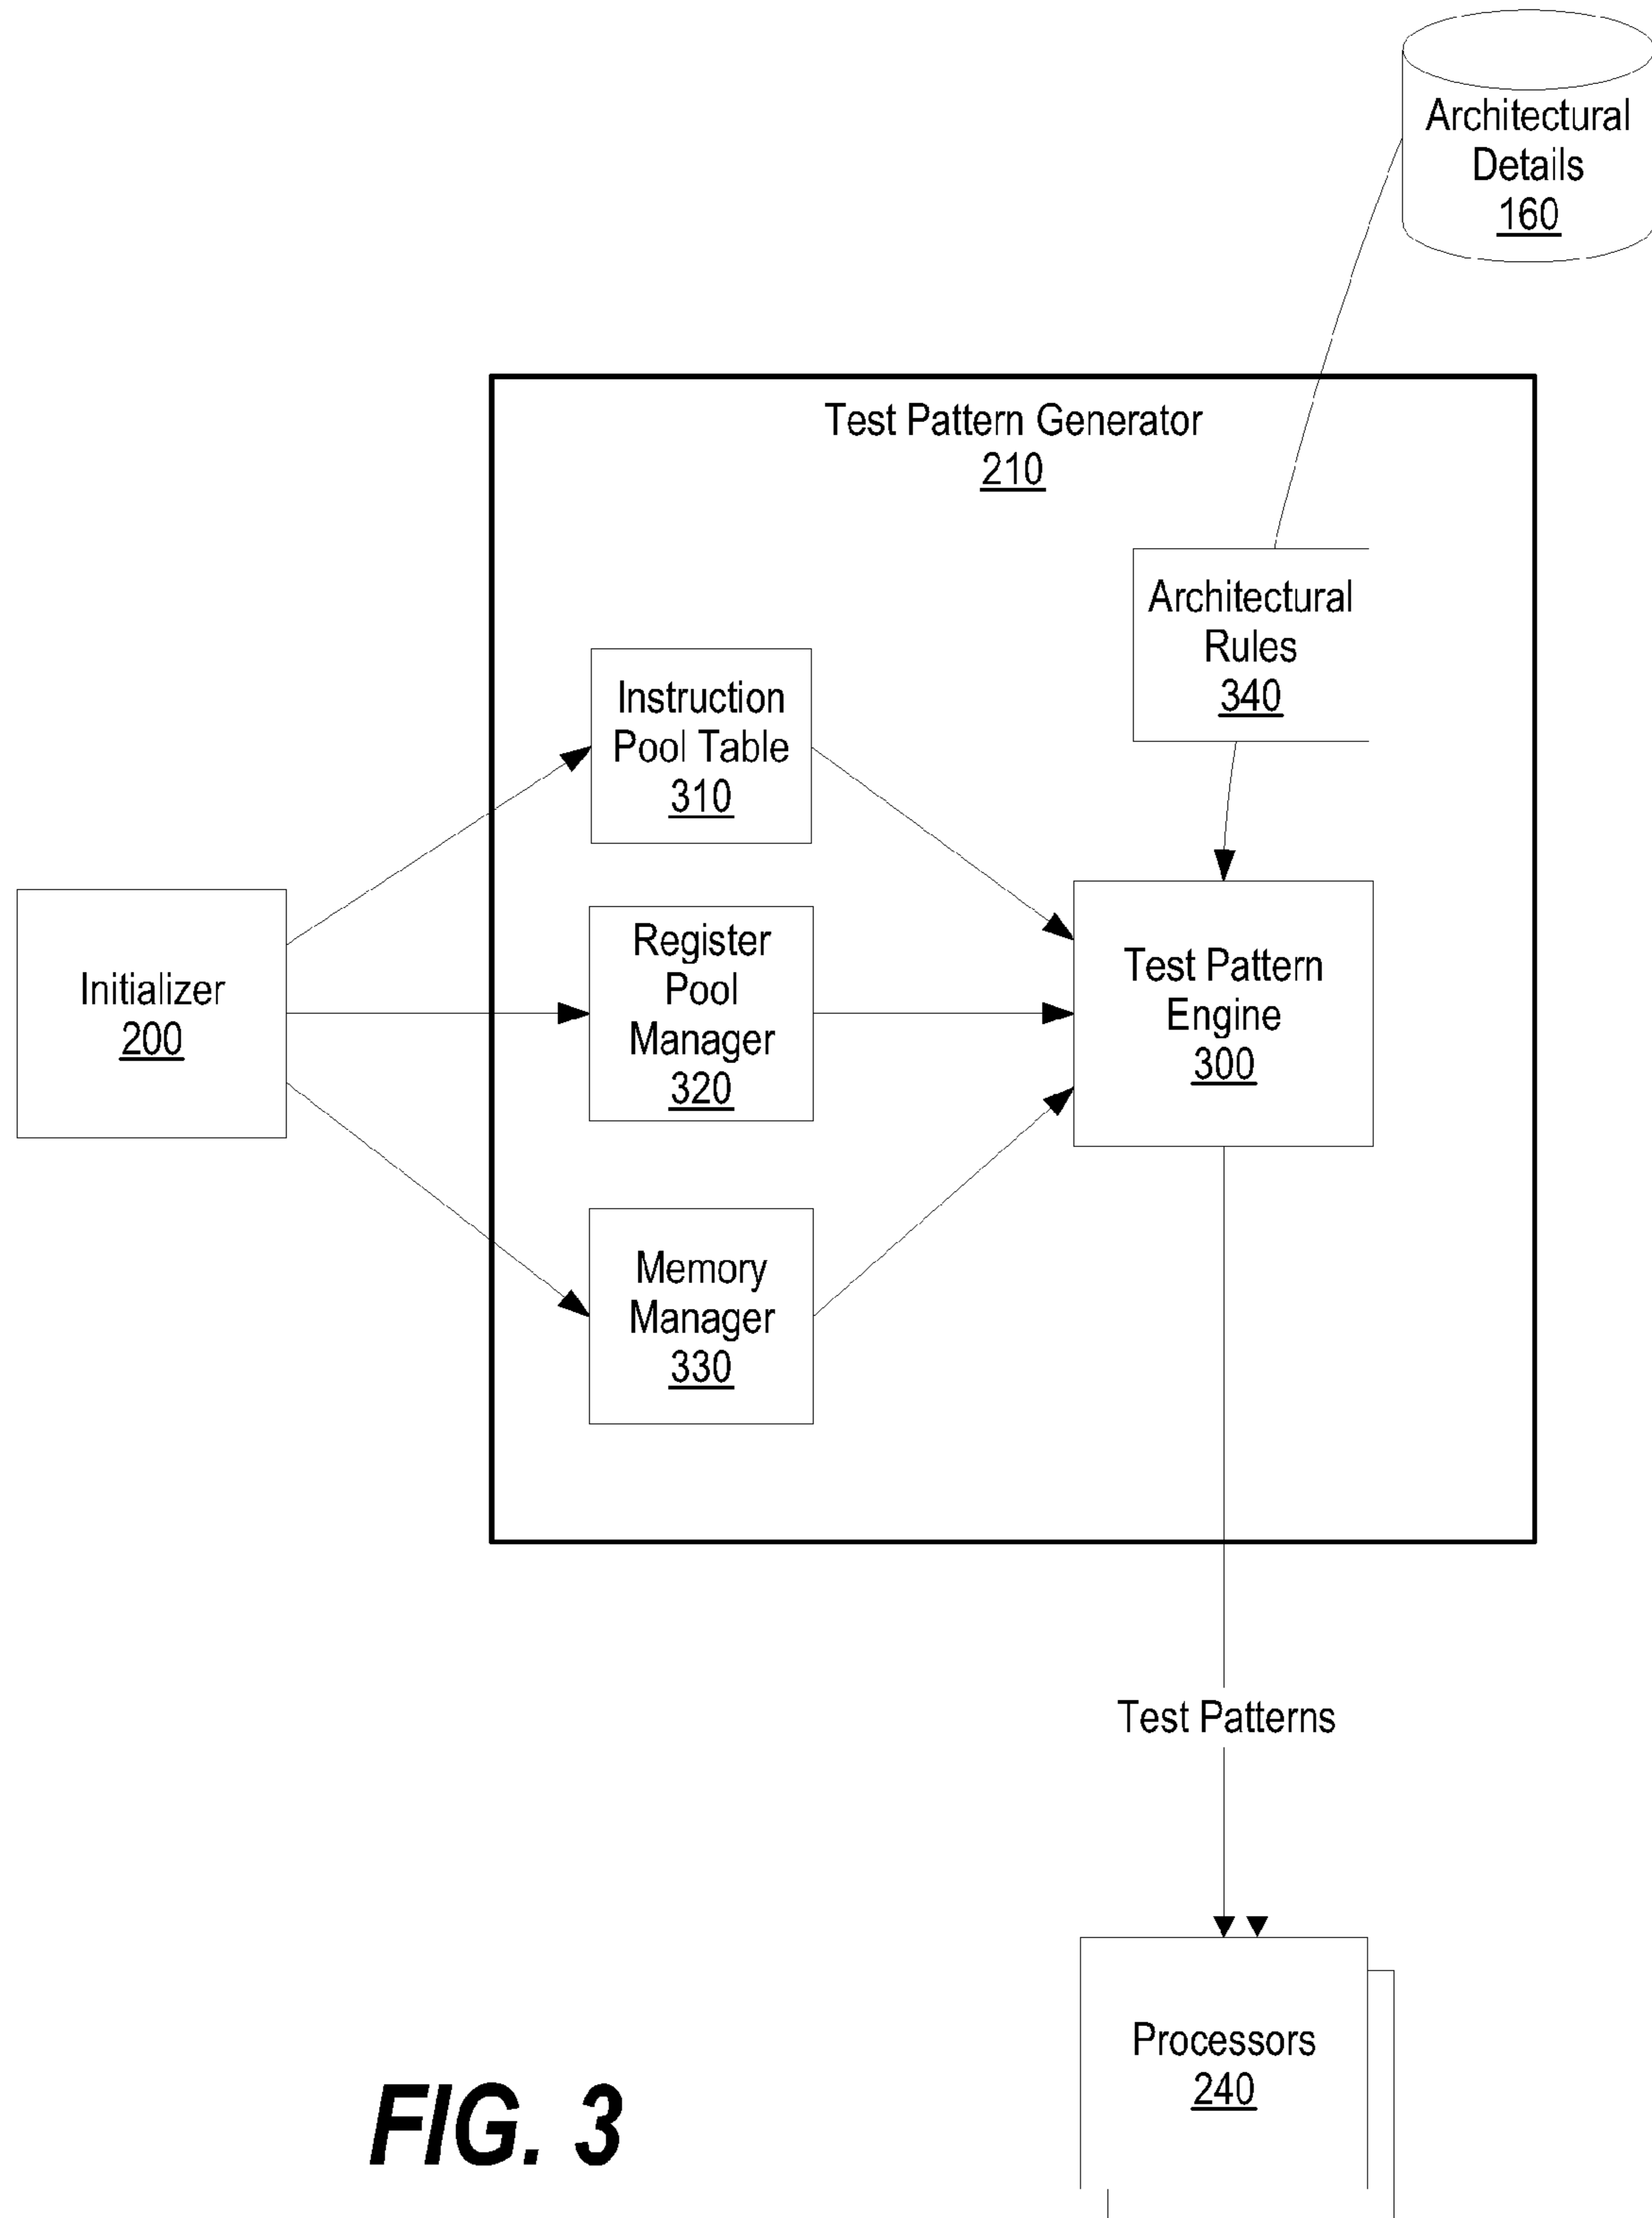 Architectural
Details
160
Test Pattern Generator
210
Architectural
Rules
340
Instruction
Pool Table
310
Register
Pool
Manager
320
Initializer
200
Test Pattern
Engine
300
Memory
Manager
330
Test Patterns
Processors
240
FIG. 3